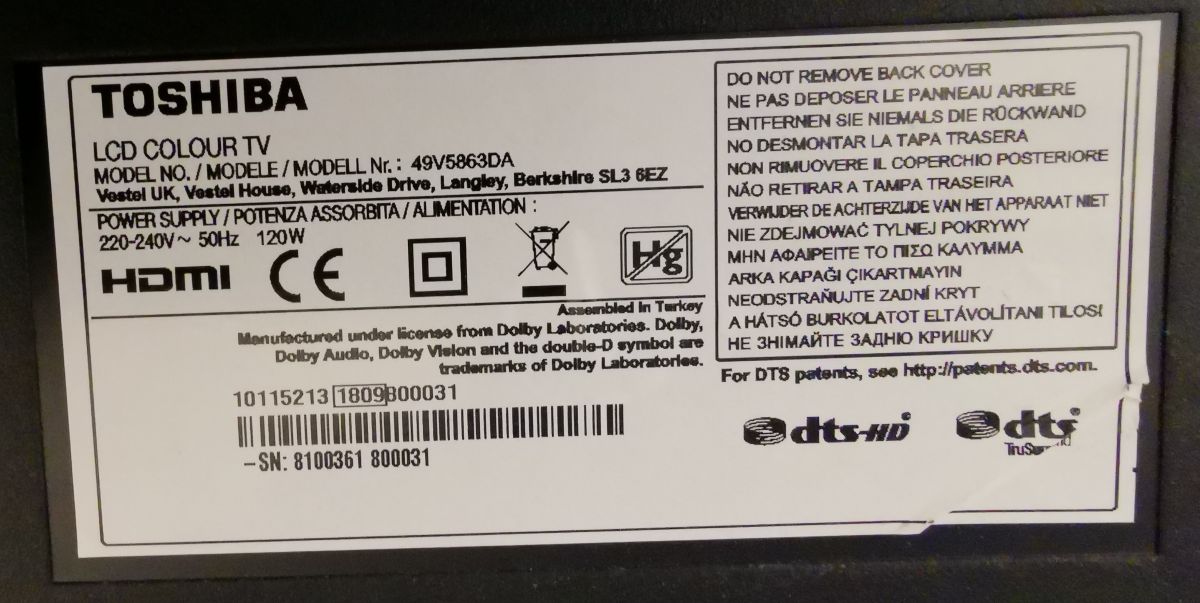 TOSHIBA
LCD COLOUR TV
MODEL NO. / MODELE / MODELL Nr. : 49V5863DA
Vestel UK, Vestel House, Waterside Drive, Langley, Berkshire SL3 6EZ
POWER SUPPLY / POTENZA ASSORBITA / ALIMENTATION :
220-240V~ 50Hz 120W
HDMI CE Hg
Assembled in Turkey
Manufactured under license from Dolby Laboratories. Dolby,
Dolby Audio, Dolby Vision and the double-D symbol are
trademarks of Dolby Laboratories.
10115213 1809800031
-SN: 8100361 800031
DO NOT REMOVE BACK COVER
NE PAS DEPOSER LE PANNEAU ARRIERE
ENTFERNEN SIE NIEMALS DIE RÜCKWAND
NO DESMONTAR LA TAPA TRASERA
NON RIMUOVERE IL COPERCHIO POSTERIORE
NÃO RETIRAR A TAMPA TRASEIRA
VERWIJDER DE ACHTERZIJDE VAN HET APPARAAT NIET
NIE ZDEJMOWAĆ TYLNEJ POKRYWY
ΜΗΝ ΑΦΑΙΡΕΙΤΕ ΤΟ ΠΙΣΩ ΚΑΛΥΜΜΑ
ARKA KAPAĞI ÇIKARTMAYIN
NEODSTRAŇUJTE ZADNÍ KRYT
A HÁTSÓ BURKOLATOT ELTÁVOLÍTANI TILOS!
НЕ ЗНІМАЙТЕ ЗАДНЮ КРИШКУ
For DTS patents, see http://patents.dts.com.
dts-HD
dts®